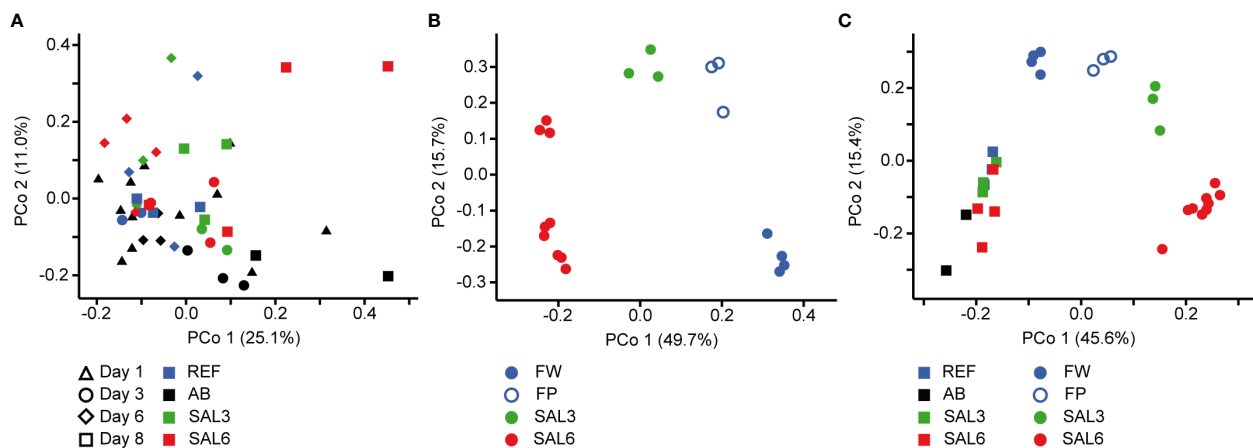 A
PCo 2 (11.0%)
0.4
0.2
0.0
-0.2
-0.2
0.0
0.2
0.4
PCo 1 (25.1%)
Day 1
REF
Day 3
AB
Day 6
SAL3
Day 8
SAL6
B
PCo 2 (15.7%)
0.3
0.1
0.0
-0.1
-0.2
-0.3
-0.2
0.0
0.2
PCo 1 (49.7%)
FW
FP
SAL3
SAL6
C
PCo 2 (15.4%)
0.2
0.0
-0.2
-0.2
0.0
0.2
PCo 1 (45.6%)
REF
FW
AB
FP
SAL3
SAL3
SAL6
SAL6